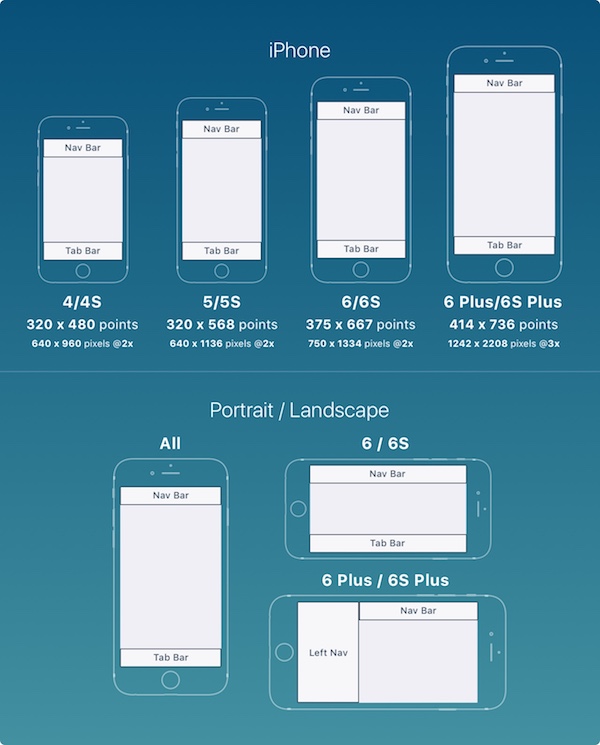 iPhone
Nav Bar
Tab Bar
4/4S
320 x 480 points
640 x 960 pixels @2x
Nav Bar
Tab Bar
5/5S
320 x 568 points
640 x 1136 pixels @2x
Nav Bar
Tab Bar
6/6S
375 x 667 points
750 x 1334 pixels @2x
Nav Bar
Tab Bar
6 Plus/6S Plus
414 x 736 points
1242 x 2208 pixels @3x
Portrait / Landscape
All
Nav Bar
Tab Bar
6 / 6S
Nav Bar
Tab Bar
6 Plus / 6S Plus
Left Nav
Nav Bar